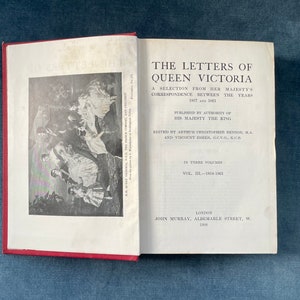 THE LETTERS OF
QUEEN VICTORIA
A SELECTION FROM HER MAJESTY'S
CORRESPONDENCE BETWEEN THE YEARS
1837 AND 1861
PUBLISHED BY AUTHORITY OF
HIS MAJESTY THE KING
EDITED BY ARTHUR CHRISTOPHER BENSON, M.A.
AND VISCOUNT ESHER, G.C.V.O., K.C.B.
IN THREE VOLUMES
VOL. III.—1854-1861
LONDON
JOHN MURRAY, ALBEMARLE STREET, W.
1908